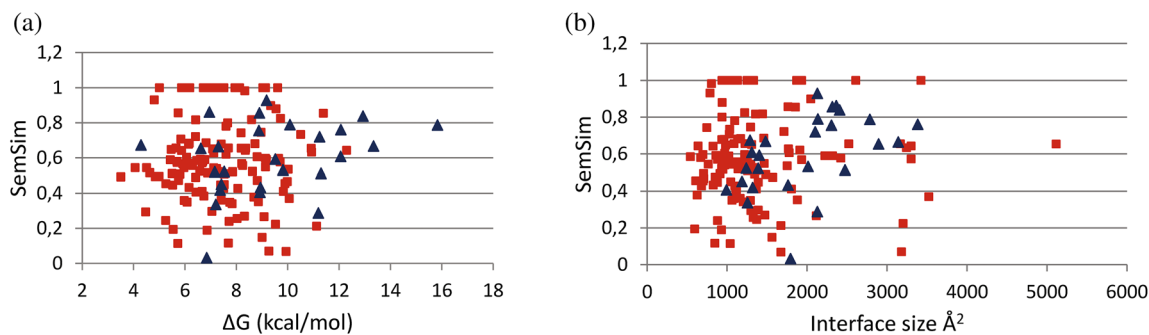 (a)
SemSim
1,2
1
0,8
0,6
0,4
0,2
0
2 4 6 8 10 12 14 16 18
ΔG (kcal/mol)
(b)
SemSim
1,2
1
0,8
0,6
0,4
0,2
0
0 1000 2000 3000 4000 5000 6000
Interface size Å²